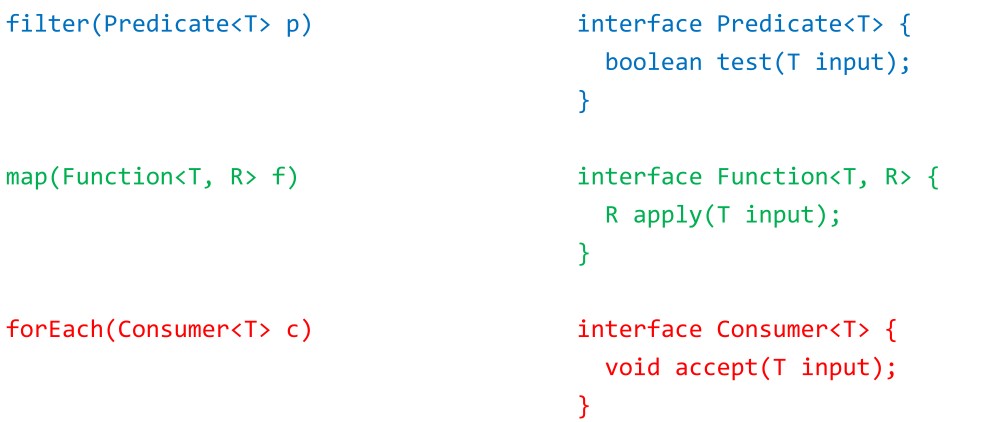 filter(Predicate<T> p)
interface Predicate<T> {
  boolean test(T input);
}
map(Function<T, R> f)
interface Function<T, R> {
  R apply(T input);
}
forEach(Consumer<T> c)
interface Consumer<T> {
  void accept(T input);
}